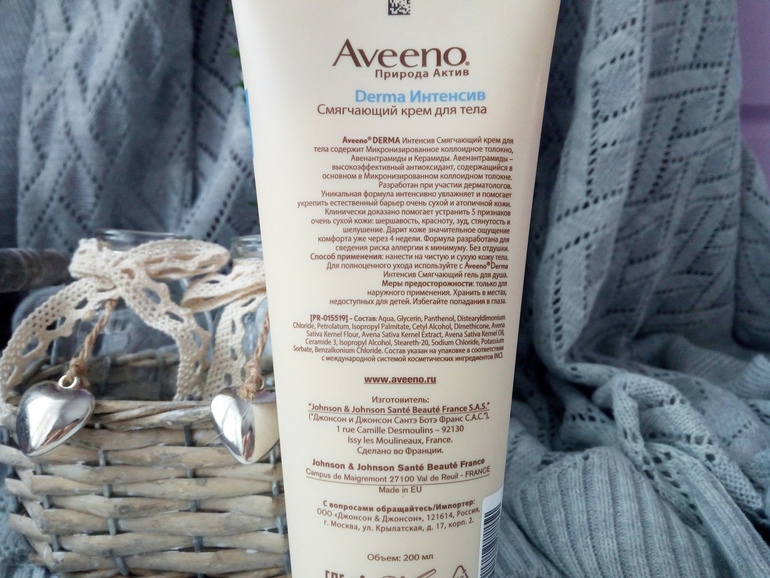 Aveeno®
Природа Актив
Derma Интенсив
Смягчающий крем для тела
Aveeno® DERMA Интенсив Смягчающий крем для
тела содержит Микронизированное коллоидное толокно,
Авенантрамиды и Керамиды. Авенантрамиды –
высокоэффективный антиоксидант, содержащийся в
основном в Микронизированном коллоидном толокне.
Разработан при участии дерматологов.
Уникальная формула интенсивно увлажняет и помогает
укрепить естественный барьер очень сухой и атопичной кожи.
Клинически доказано помогает устранить 5 признаков
очень сухой кожи: шершавость, красноту, зуд, стянутость и
шелушение. Дарит коже значительное ощущение
комфорта уже через 4 недели. Формула разработана для
сведения риска аллергии к минимуму. Без отдушки.
Способ применения: нанести на чистую и сухую кожу тела.
Для полноценного ухода используйте с Aveeno® Derma
Интенсив Смягчающий гель для душа.
Меры предосторожности: только для
наружного применения. Хранить в местах,
недоступных для детей. Избегайте попадания в глаза.
[PR-015519] – Состав: Aqua, Glycerin, Panthenol, Distearyldimonium
Chloride, Petrolatum, Isopropyl Palmitate, Cetyl Alcohol, Dimethicone, Avena
Sativa Kernel Flour, Avena Sativa Kernel Extract, Avena Sativa Kernel Oil,
Ceramide 3, Isopropyl Alcohol, Steareth-20, Sodium Chloride, Potassium
Sorbate, Benzalkonium Chloride. Состав указан на упаковке в соответствии
с международной системой косметических ингредиентов INCI.
www.aveeno.ru
Изготовитель:
"Johnson & Johnson Santé Beauté France S.A.S."
("Джонсон и Джонсон Сантэ Ботэ Франс С.А.С."),
1 rue Camille Desmoulins – 92130
Issy les Moulineaux, France.
Сделано во Франции.
Johnson & Johnson Santé Beauté France
Campus de Maigremont 27100 Val de Reuil - FRANCE
Made in EU
С вопросами обращайтесь/Импортер:
ООО «Джонсон & Джонсон», 121614, Россия,
г. Москва, ул. Крылатская, д. 17, корп. 2.
Объем: 200 мл